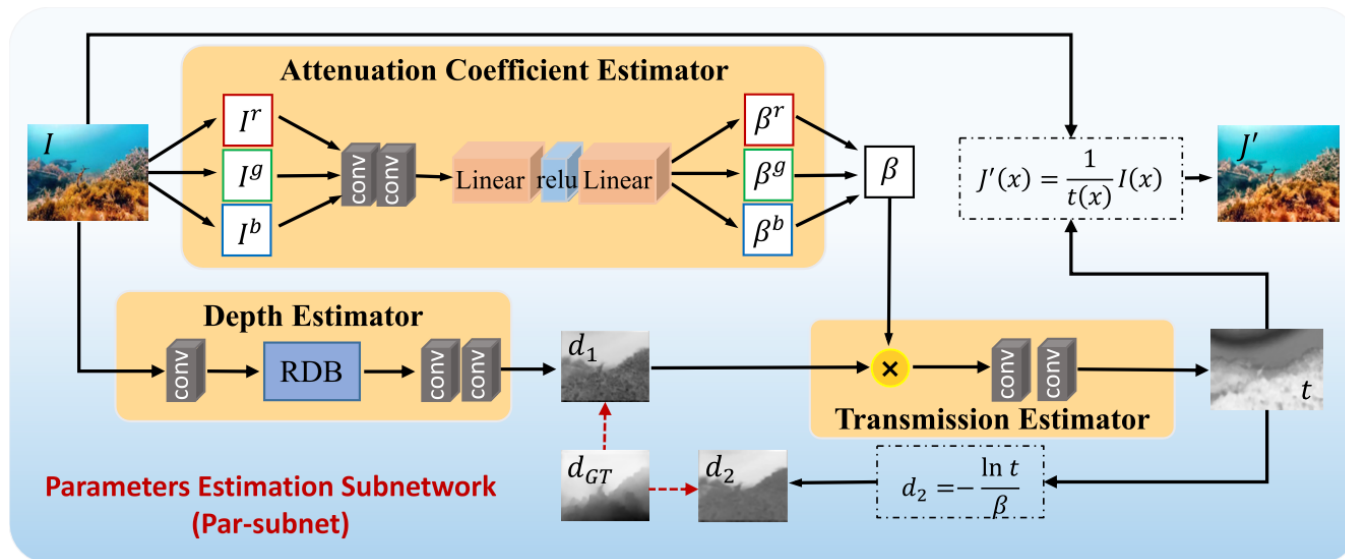 Attenuation Coefficient Estimator
I
I^r
I^g
I^b
conv
conv
Linear
relu
Linear
β^r
β^g
β^b
β
J′(x) = 1/t(x) I(x)
J′
Depth Estimator
conv
RDB
conv
conv
d_1
×
conv
conv
Transmission Estimator
t
d_GT
d_2
d_2 = − ln t/β
Parameters Estimation Subnetwork
(Par-subnet)